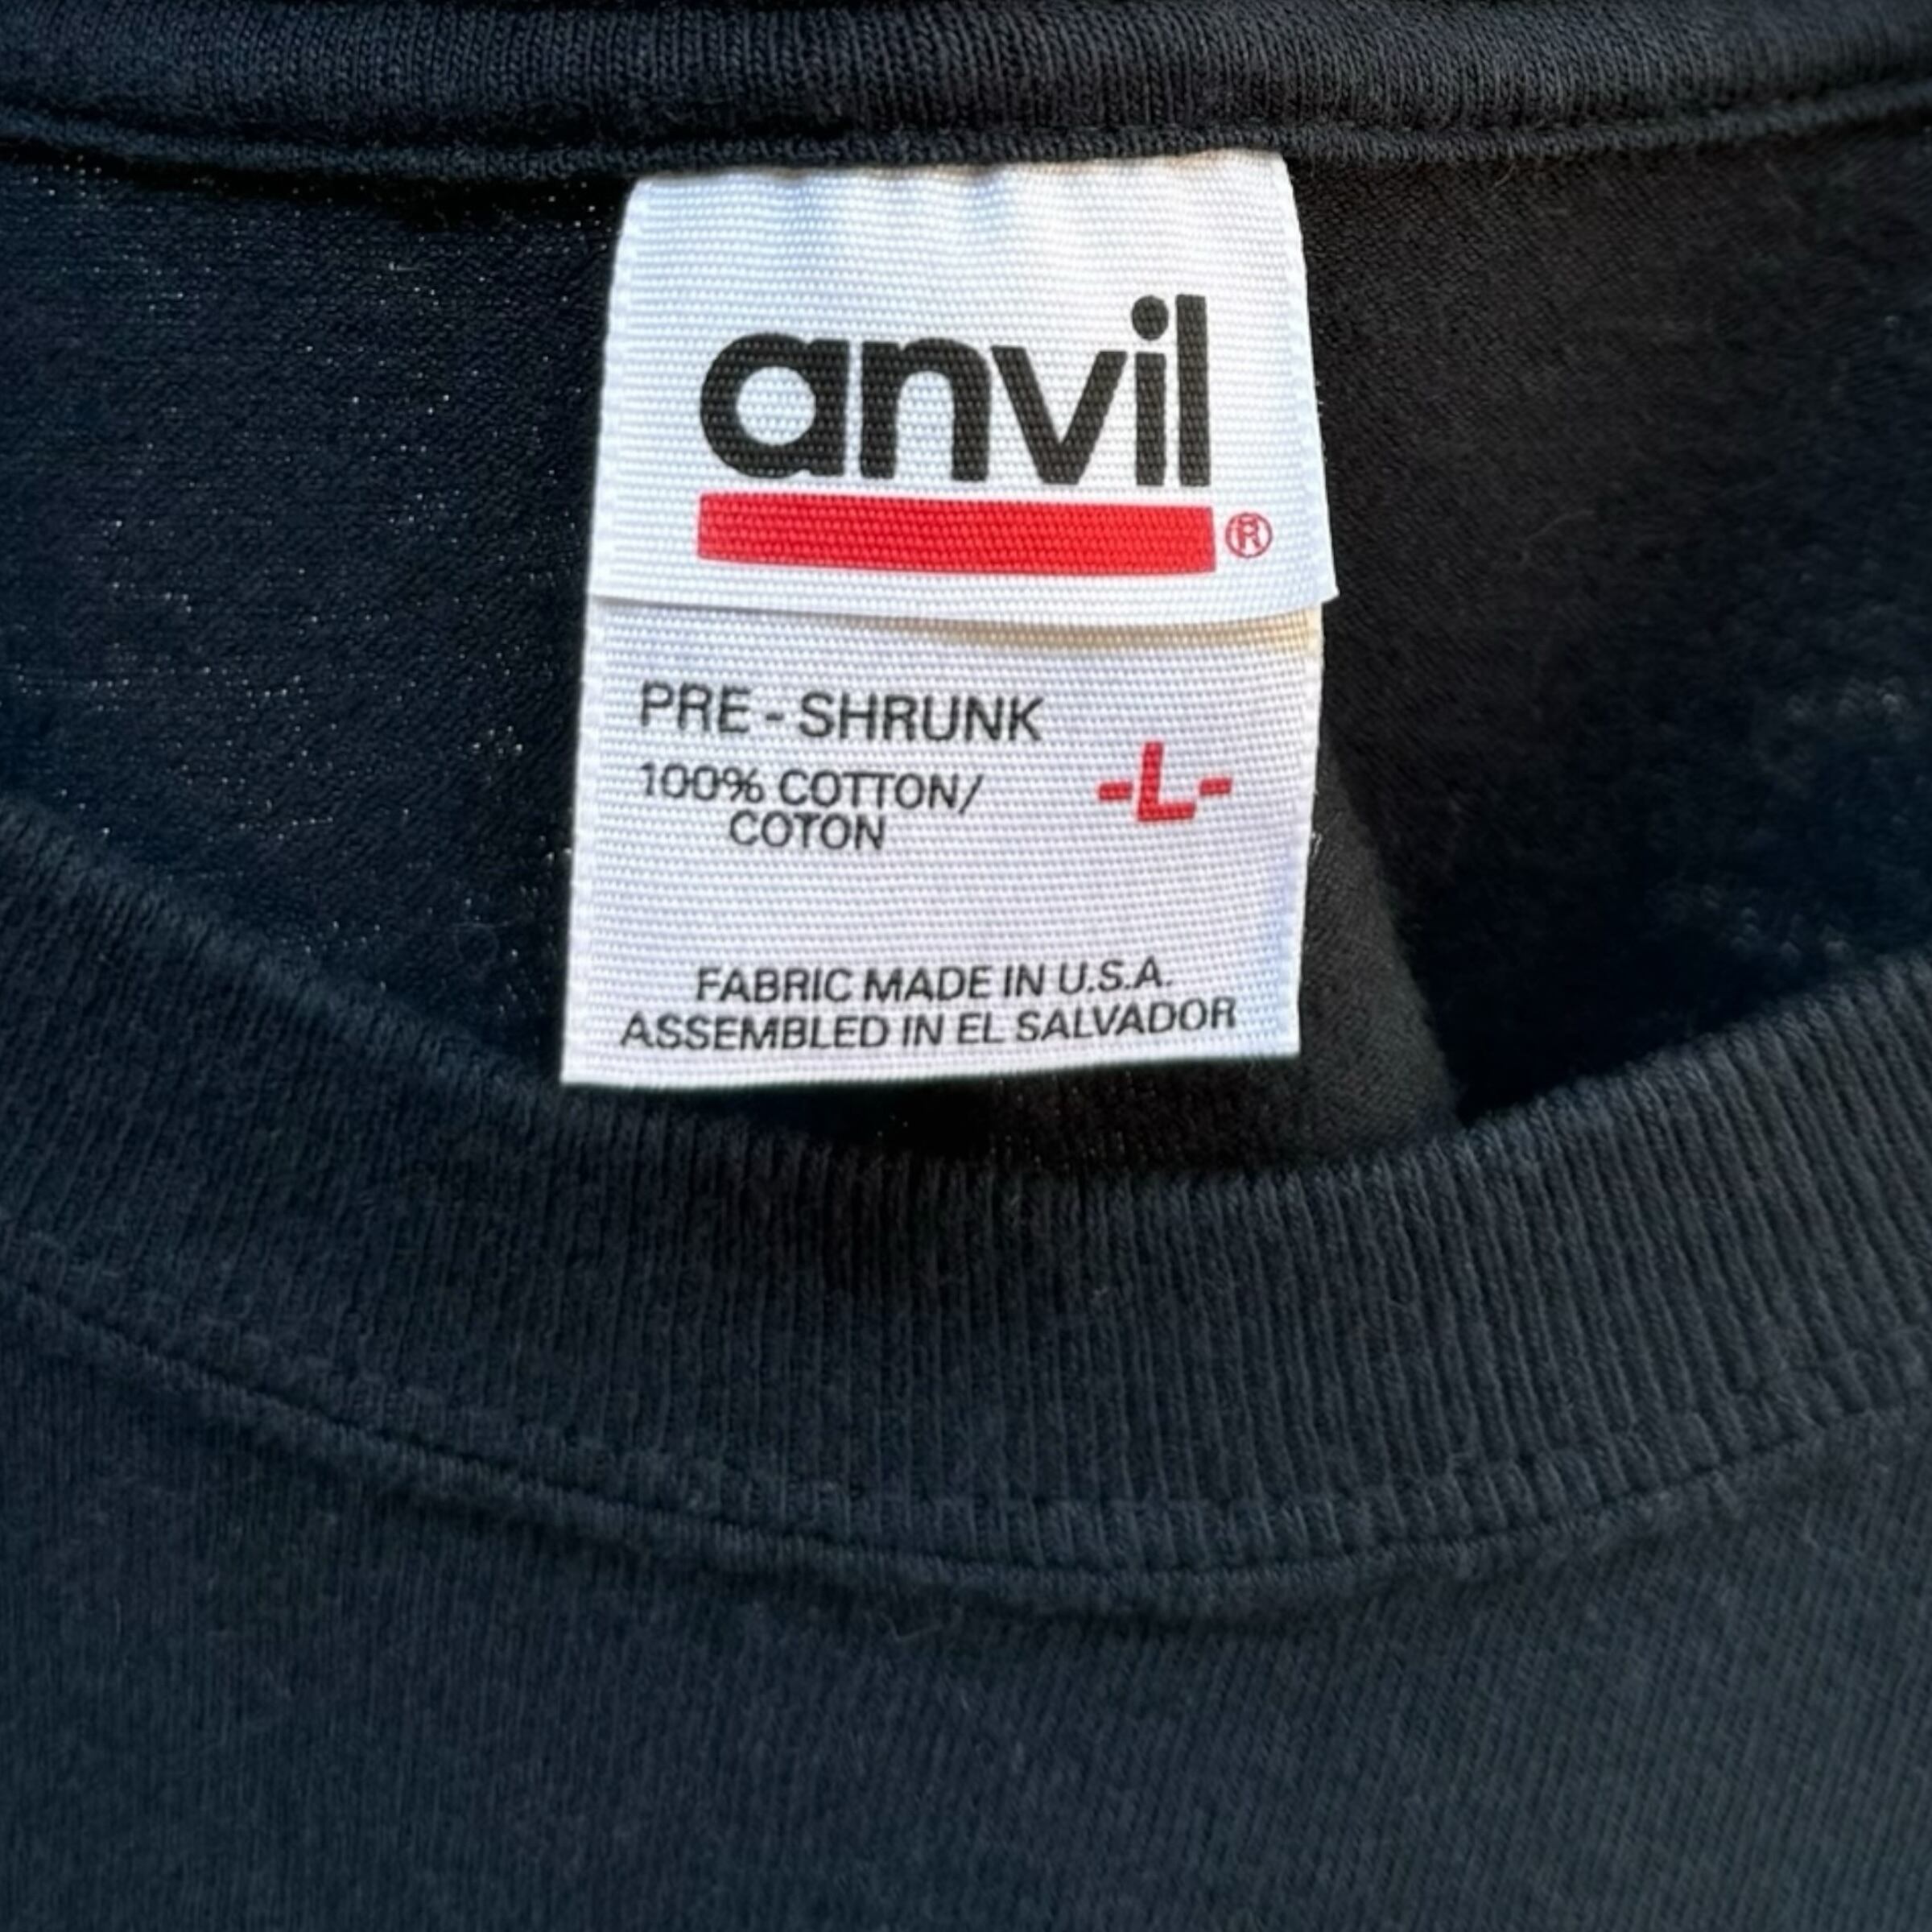 anvil
®
PRE - SHRUNK
100% COTTON/
COTON
-L-
FABRIC MADE IN U.S.A.
ASSEMBLED IN EL SALVADOR